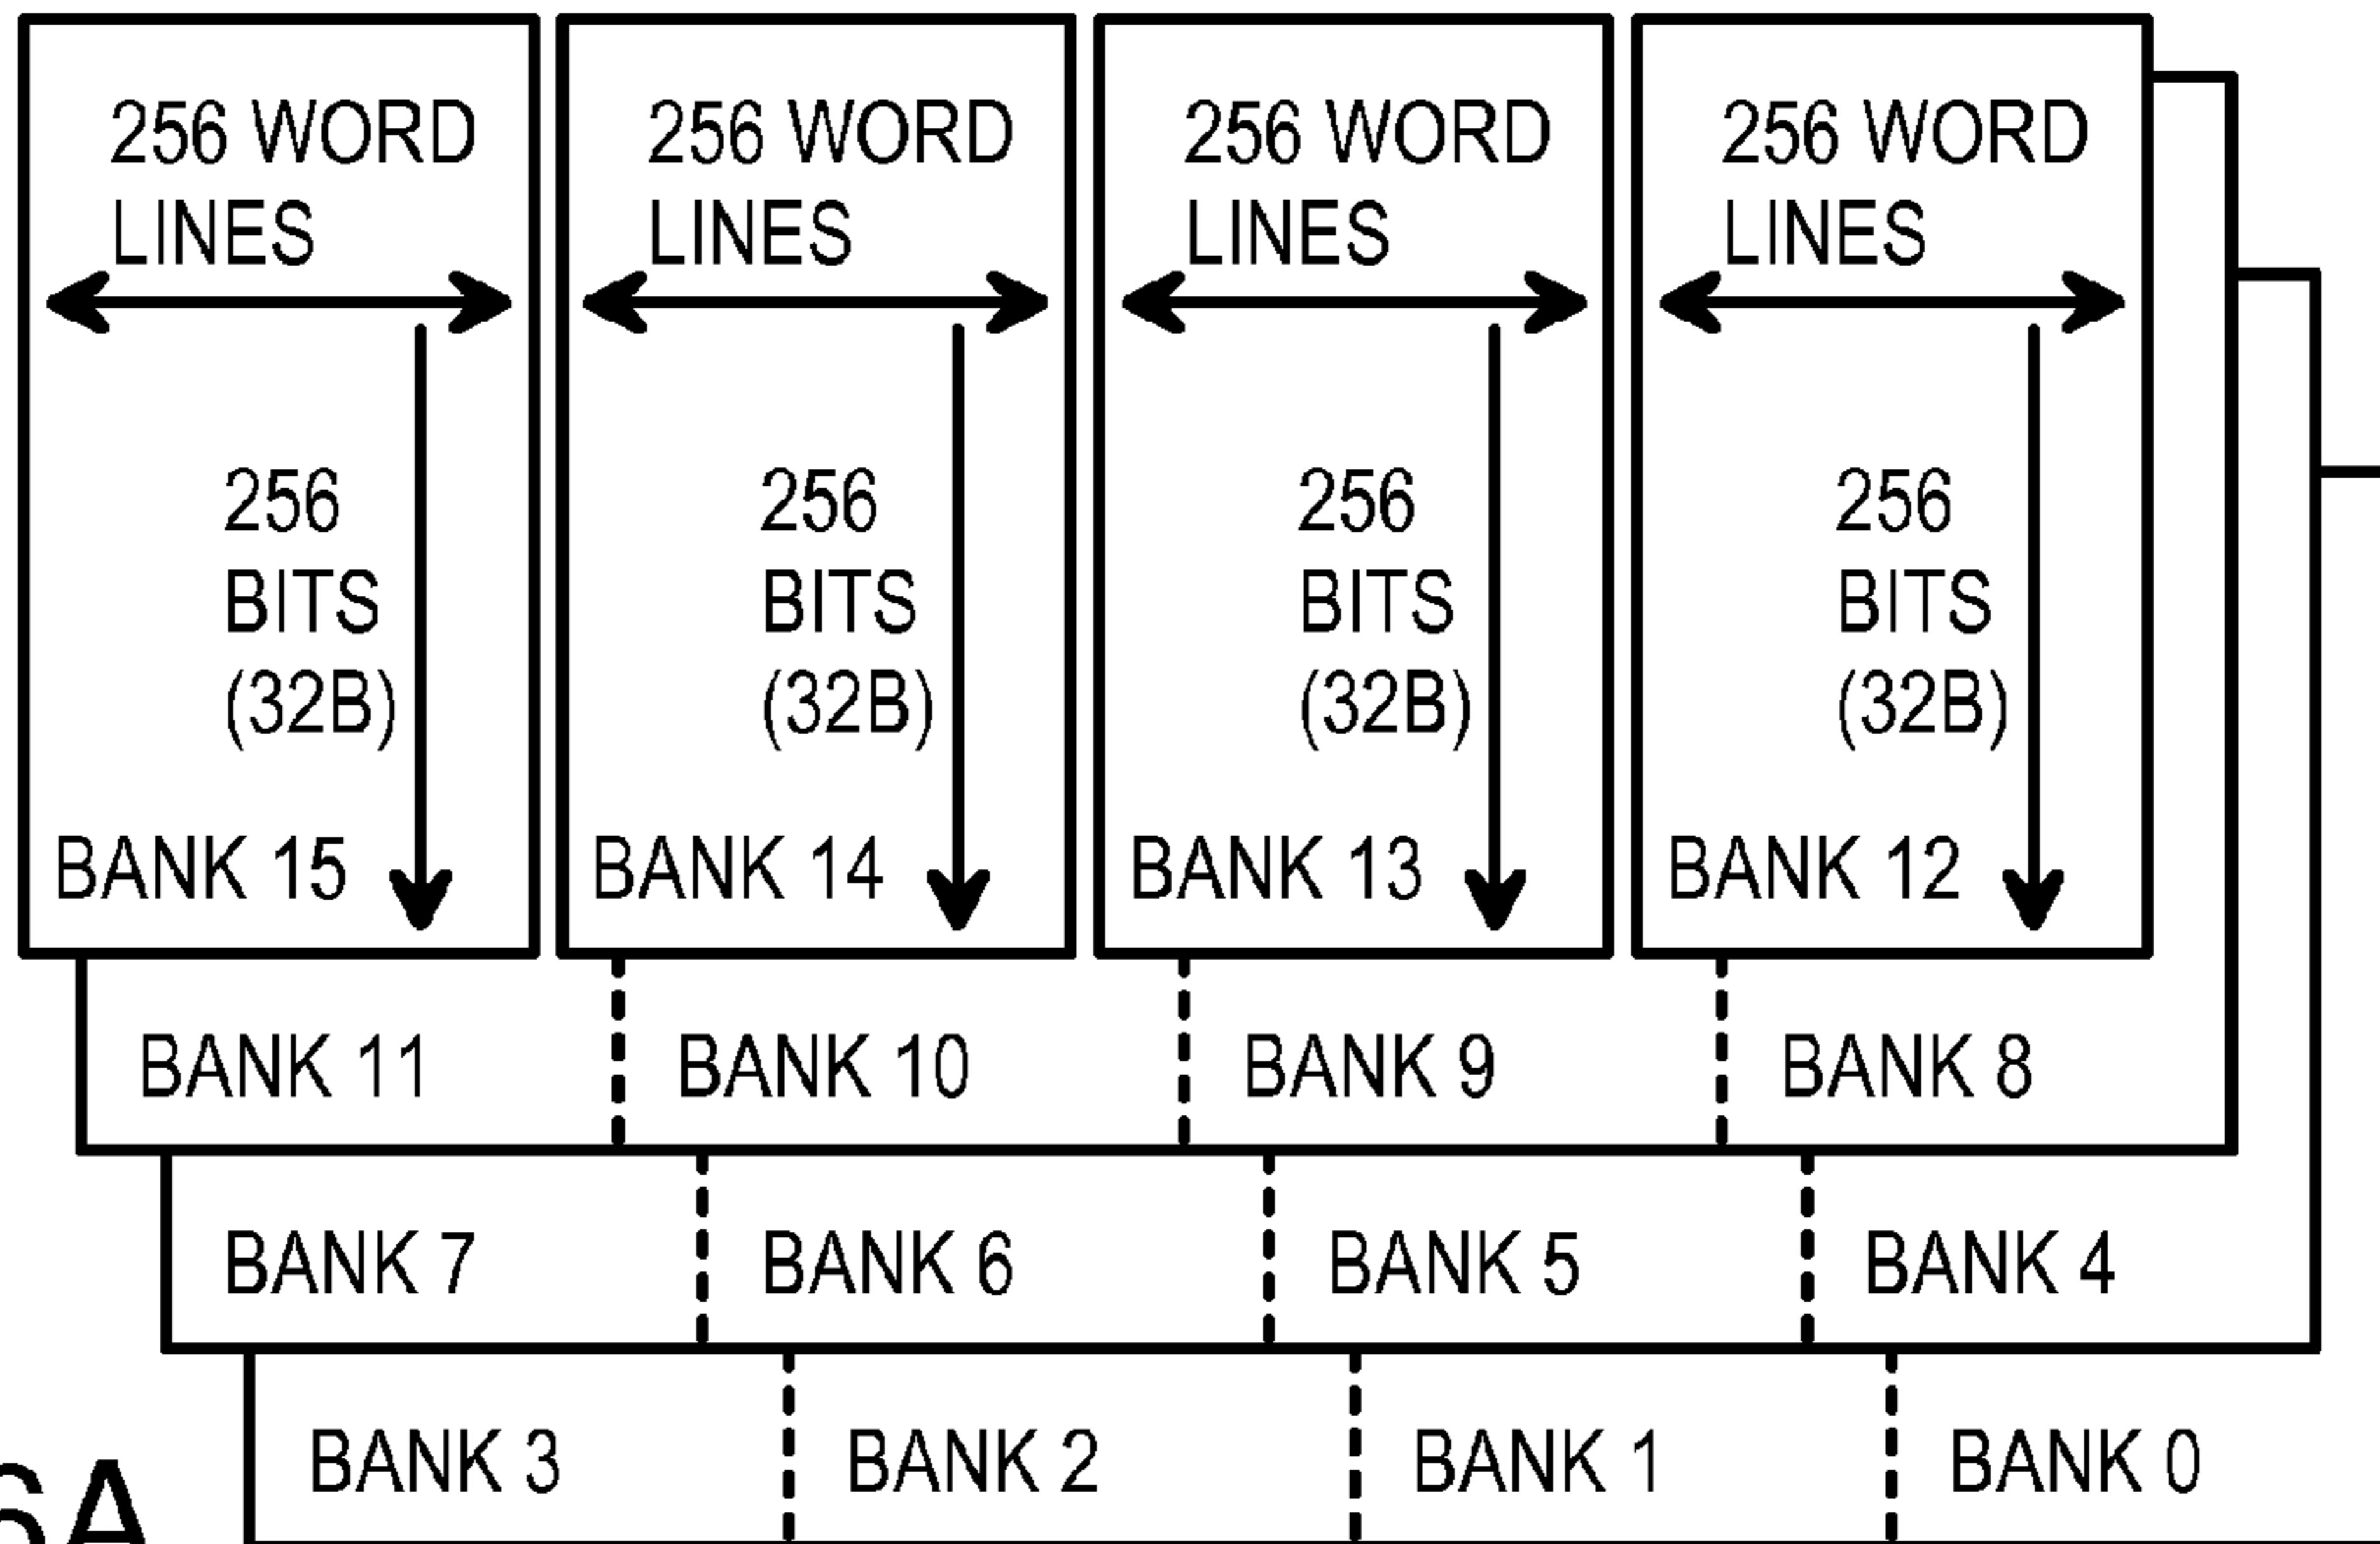 256 WORD
LINES
256
BITS
(32B)
BANK 15
256 WORD
LINES
256
BITS
(32B)
BANK 14
256 WORD
LINES
256
BITS
(32B)
BANK 13
256 WORD
LINES
256
BITS
(32B)
BANK 12
BANK 11 BANK 10 BANK 9 BANK 8
BANK 7 BANK 6 BANK 5 BANK 4
BANK 3 BANK 2 BANK 1 BANK 0
6A